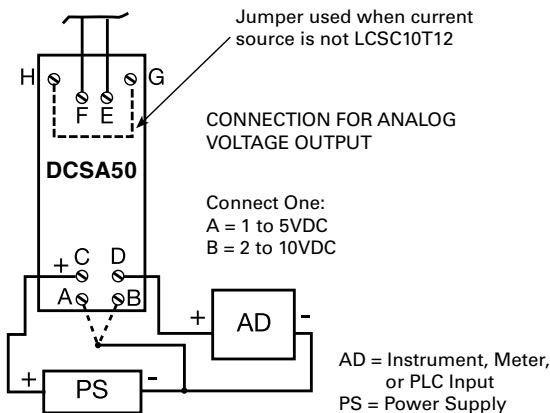 Jumper used when current
source is not LCSC10T12
H
G
F E
CONNECTION FOR ANALOG
VOLTAGE OUTPUT
DCSA50
Connect One:
A = 1 to 5VDC
B = 2 to 10VDC
+ C D
A B
+ AD -
+ PS -
AD = Instrument, Meter,
or PLC Input
PS = Power Supply